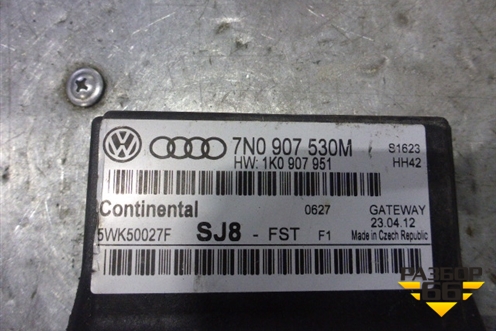 7N0 907 530M
S1623
HW: 1K0 907 951
HH42
Continental
0627
GATEWAY
23.04.12
5WK50027F
SJ8 - FST F1
Made in Czech Republic
РАЗБОР
66